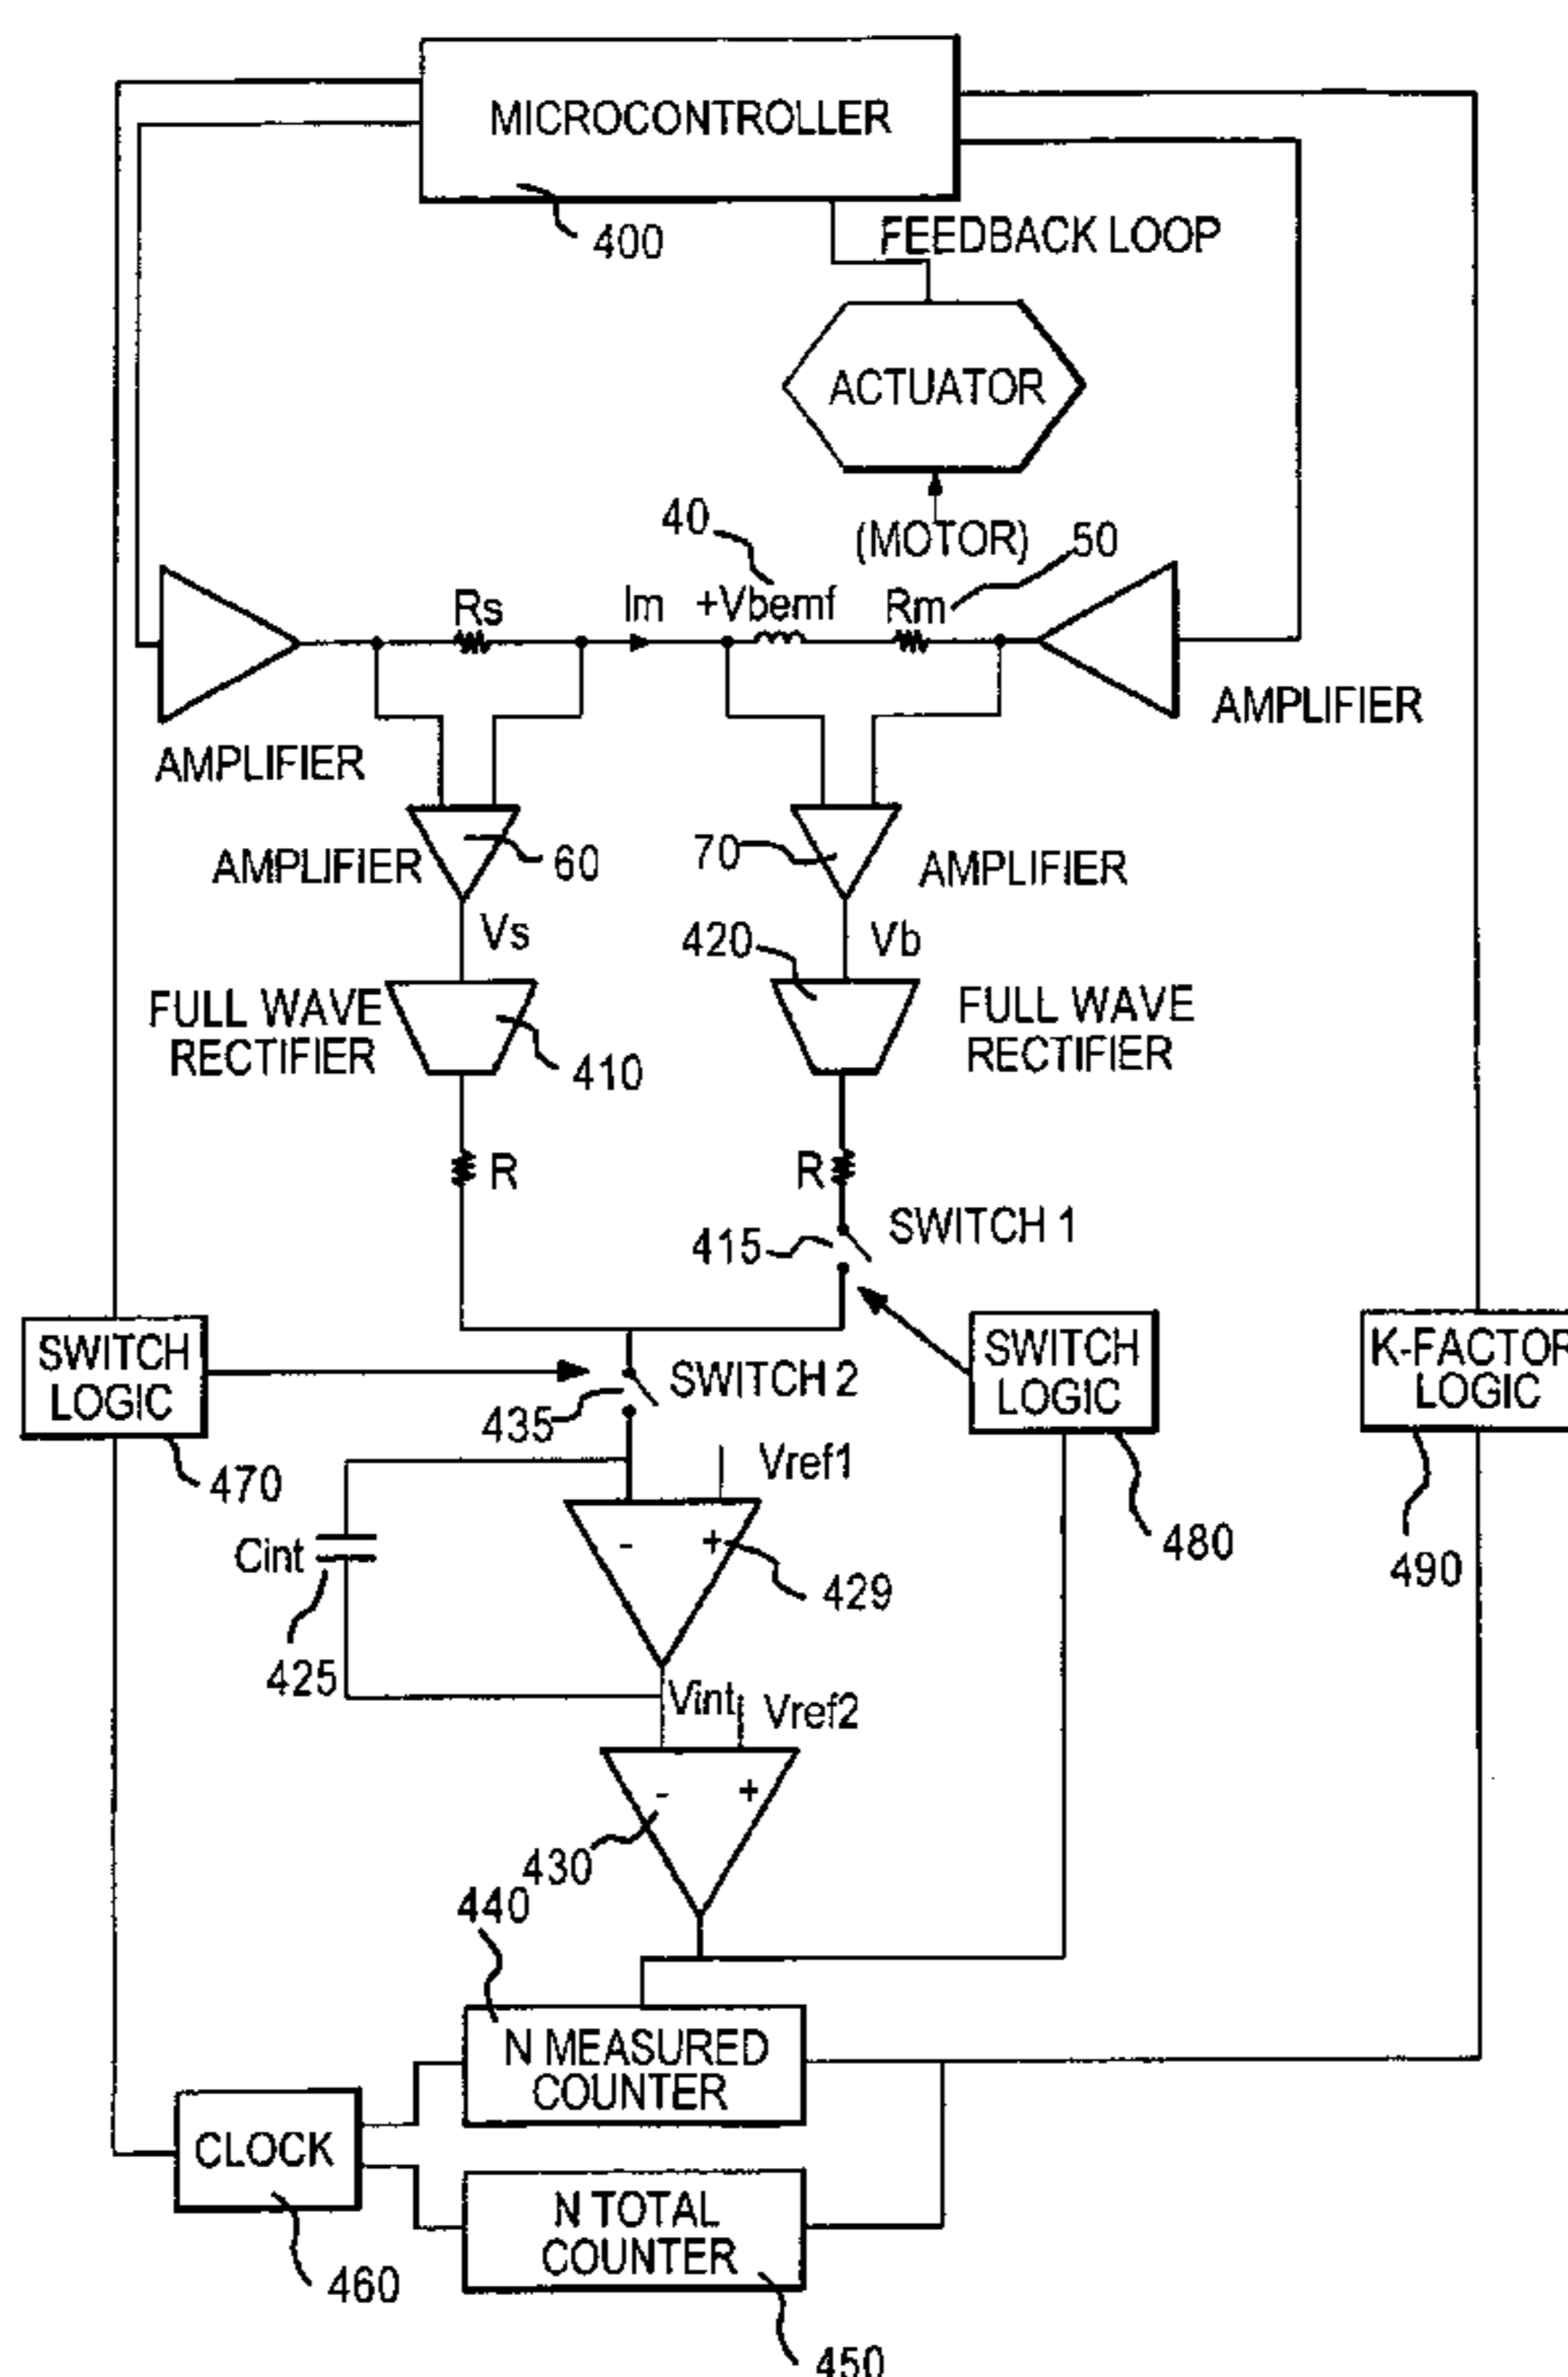 MICROCONTROLLER
400
FEEDBACK LOOP
ACTUATOR
(MOTOR)
40
50
Rs
Im
+Vbemf
Rm
AMPLIFIER
AMPLIFIER
AMPLIFIER
60
70
AMPLIFIER
Vs
420
Vb
FULL WAVE
RECTIFIER
410
FULL WAVE
RECTIFIER
R
R
415
SWITCH 1
SWITCH
LOGIC
470
SWITCH 2
435
SWITCH
LOGIC
480
K-FACTOR
LOGIC
490
Vref1
Cint
425
-
+
429
Vint
Vref2
-
+
430
440
N MEASURED
COUNTER
CLOCK
460
N TOTAL
COUNTER
450